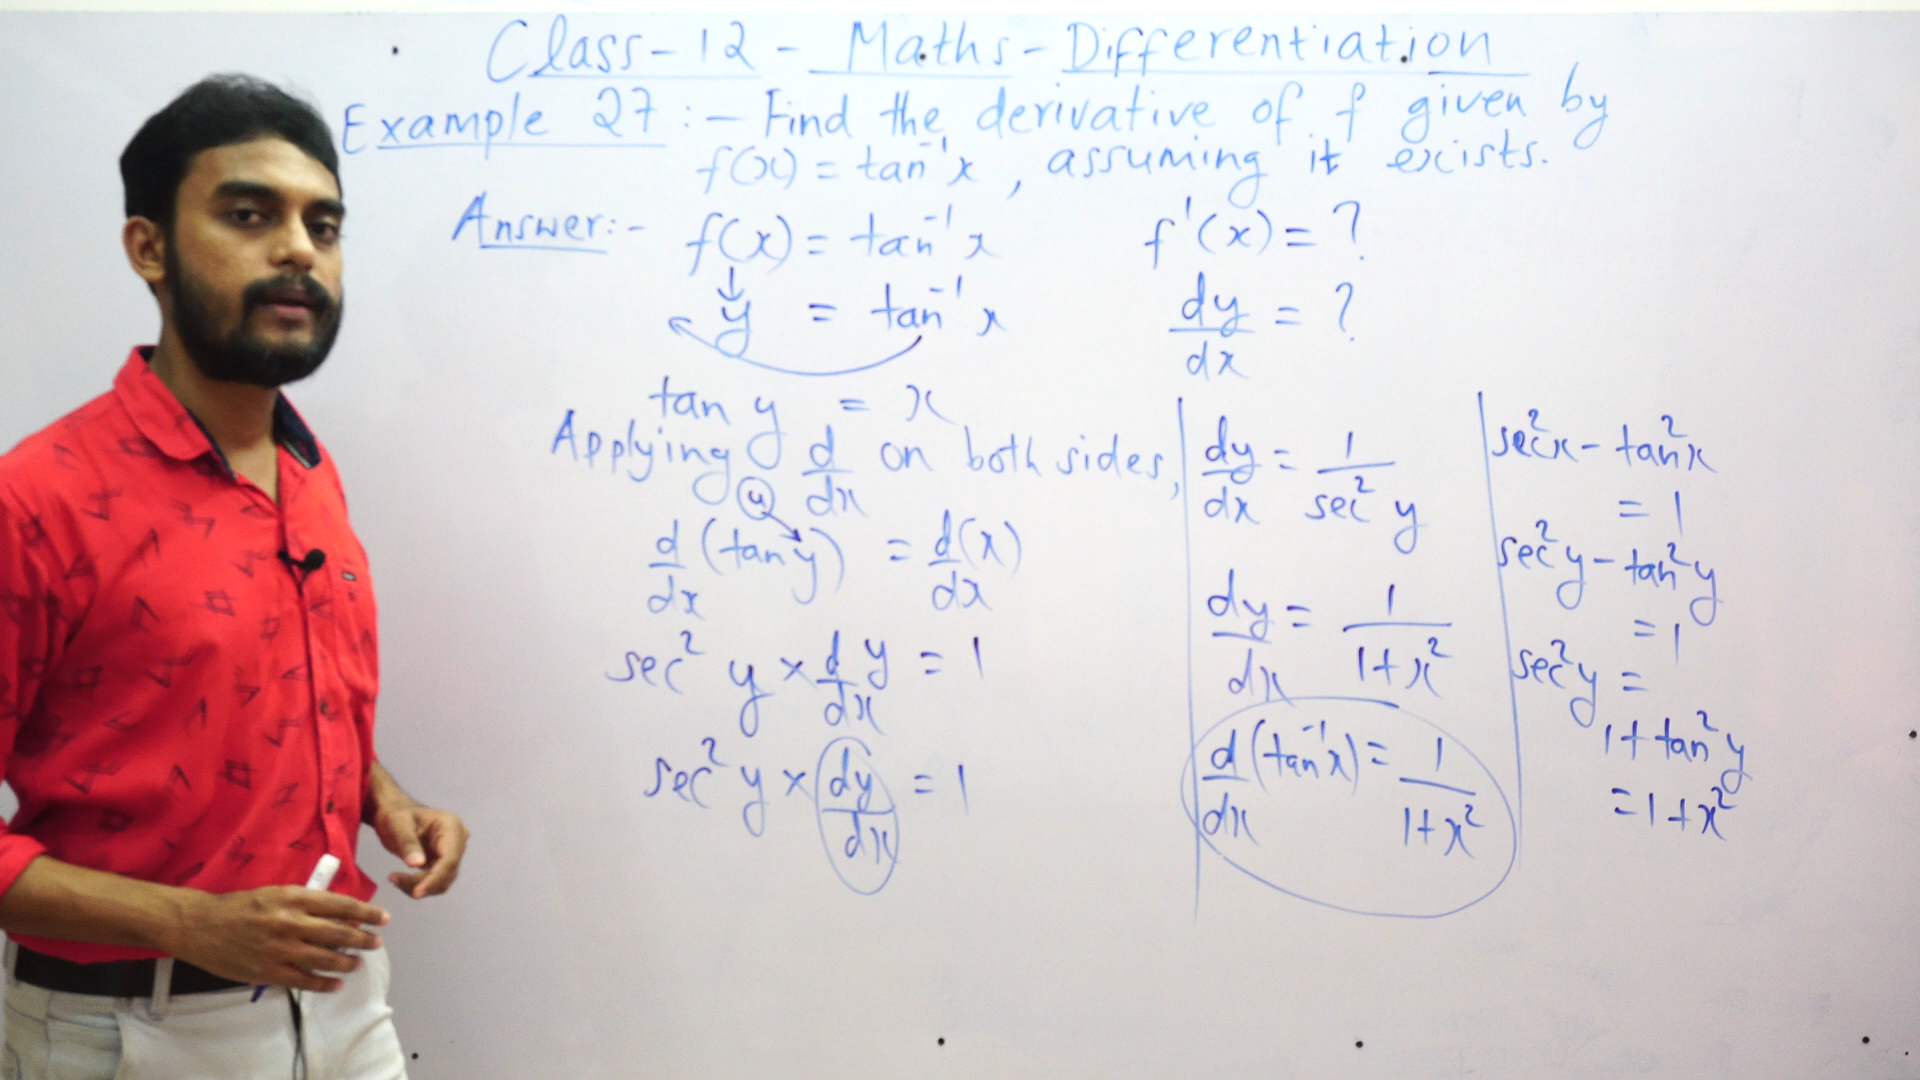 Class-12 - Maths - Differentiation
Example 27 :- Find the derivative of f given by
f(x) = tan⁻¹x, assuming it exists.
Answer:- f(x) = tan⁻¹x
↓
y = tan⁻¹x
tan y = x
Applying d/dx on both sides,
u
d/dx (tan y) = d/dx (x)
sec² y × d/dx y = 1
sec² y × dy/dx = 1
f'(x) = ?
dy/dx = ?
dy/dx = 1/sec² y
dy/dx = 1/1+x²
d/dx (tan⁻¹x) = 1/1+x²
sec²x - tan²x
= 1
sec²y - tan²y
= 1
sec²y =
1 + tan²y
= 1 + x²